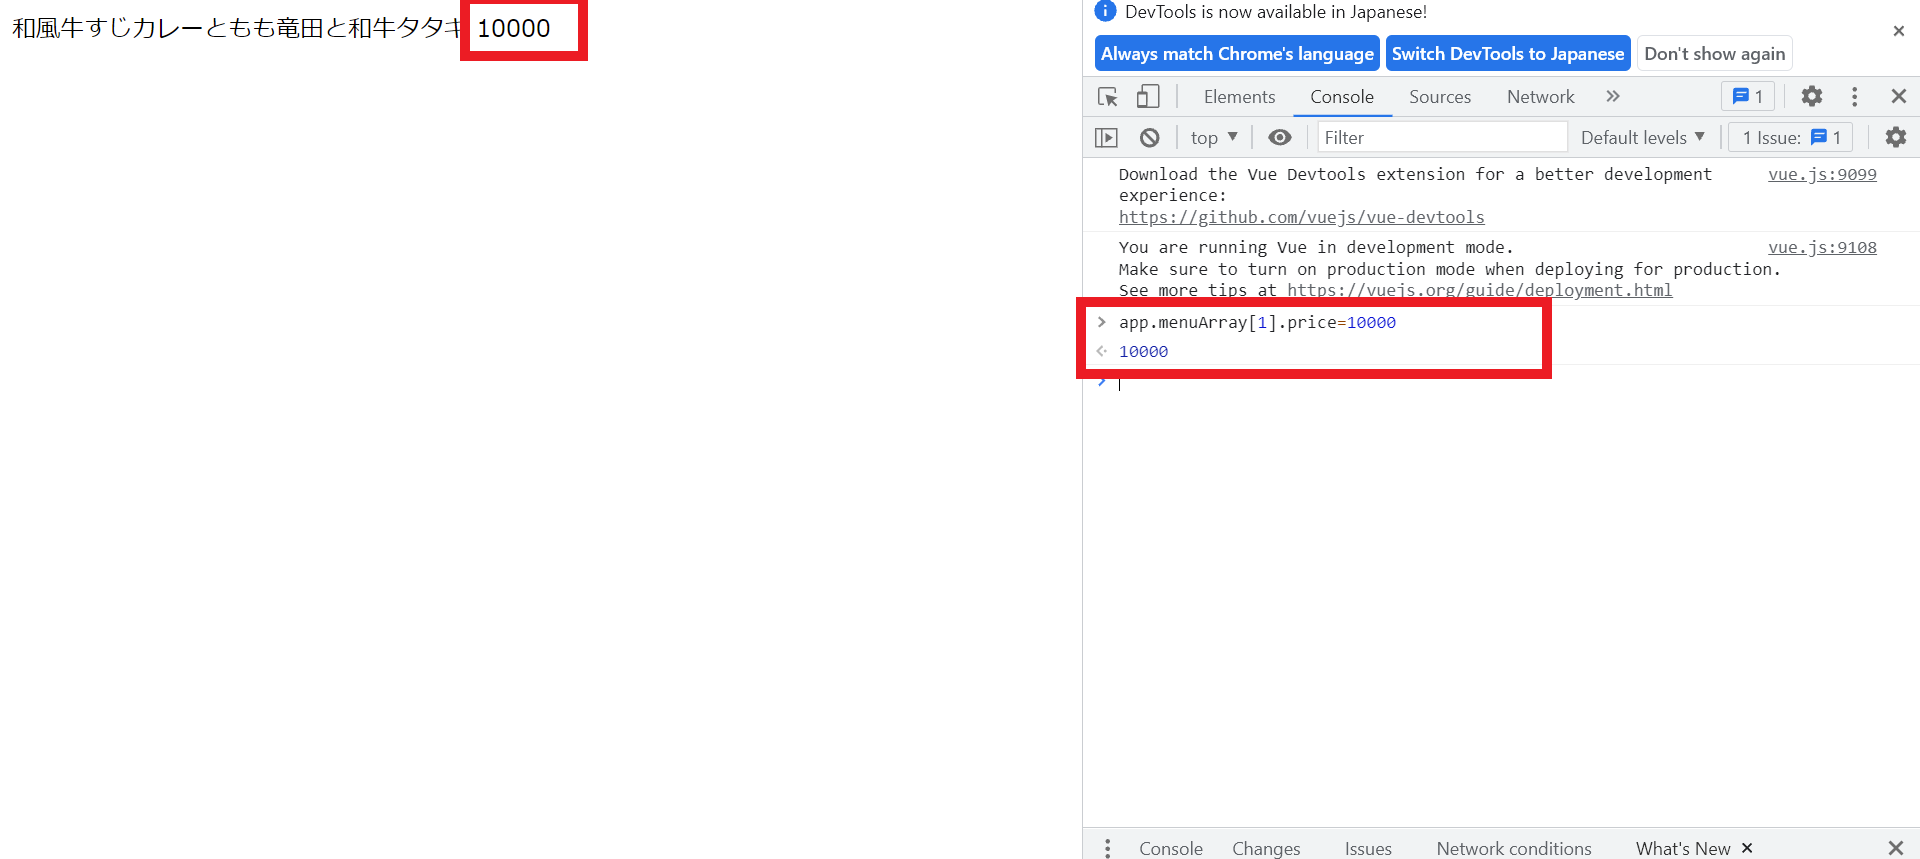 和風牛すじカレーともも竜田と和牛タタキ 10000
DevTools is now available in Japanese!
Always match Chrome's language
Switch DevTools to Japanese
Don't show again
Elements
Console
Sources
Network
1
top
Filter
Default levels
1 Issue:
1
Download the Vue Devtools extension for a better development
vue.js:9099
experience:
https://github.com/vuejs/vue-devtools
You are running Vue in development mode.
vue.js:9108
Make sure to turn on production mode when deploying for production.
See more tips at https://vuejs.org/guide/deployment.html
app.menuArray[1].price=10000
10000
Console
Changes
Issues
Network conditions
What's New